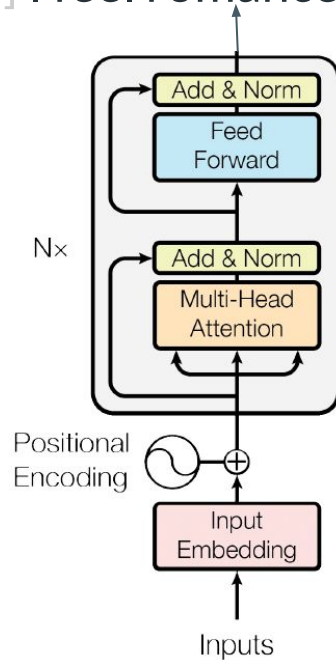 Add & Norm
Feed
Forward
Nx
Add & Norm
Multi-Head
Attention
Positional
Encoding
Input
Embedding
Inputs